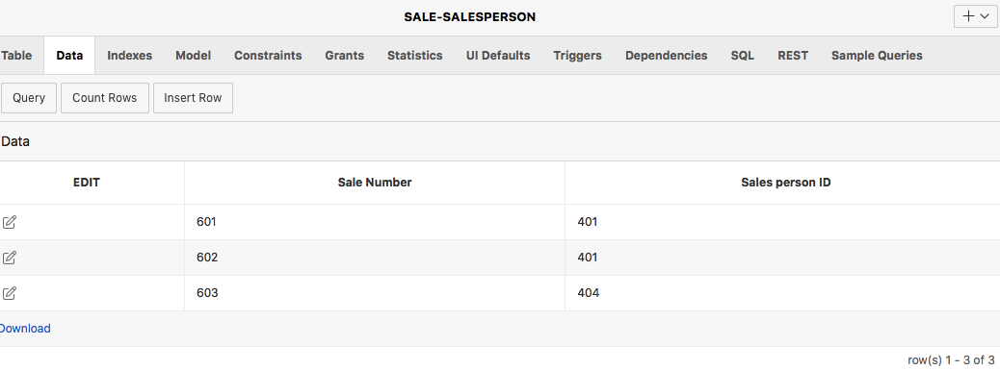 SALE-SALESPERSON
Table Data Indexes Model Constraints Grants Statistics UI Defaults Triggers Dependencies SQL REST Sample Queries
Query Count Rows Insert Row
Data
EDIT Sale Number Sales person ID
601 401
602 401
603 404
Download
row(s) 1 - 3 of 3